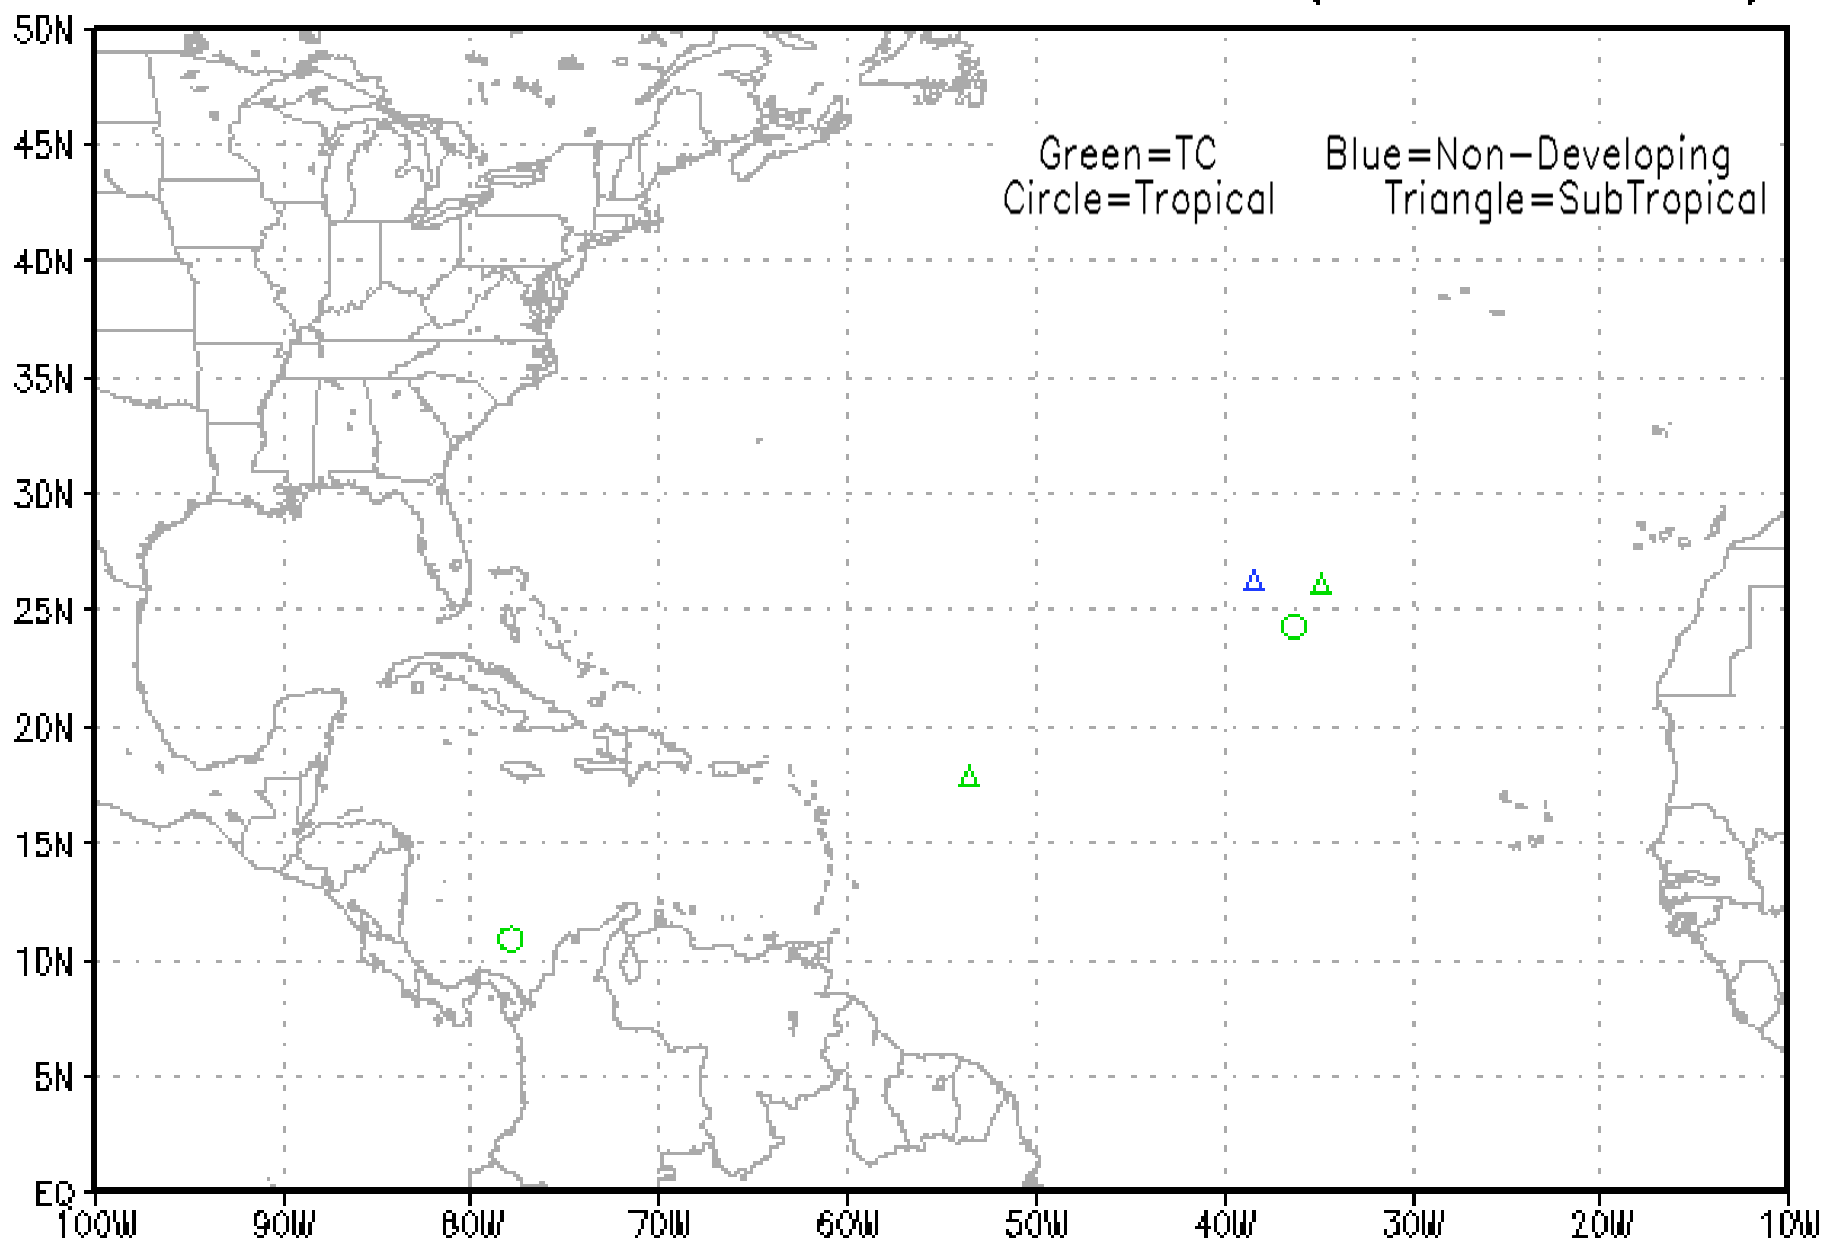 50N
45N
Green=TC Blue=Non-Developing
Circle=Tropical Triangle=SubTropical
40N
35N
30N
25N
20N
15N
10N
5N
EQ
100W 90W 80W 70W 60W 50W 40W 30W 20W 10W